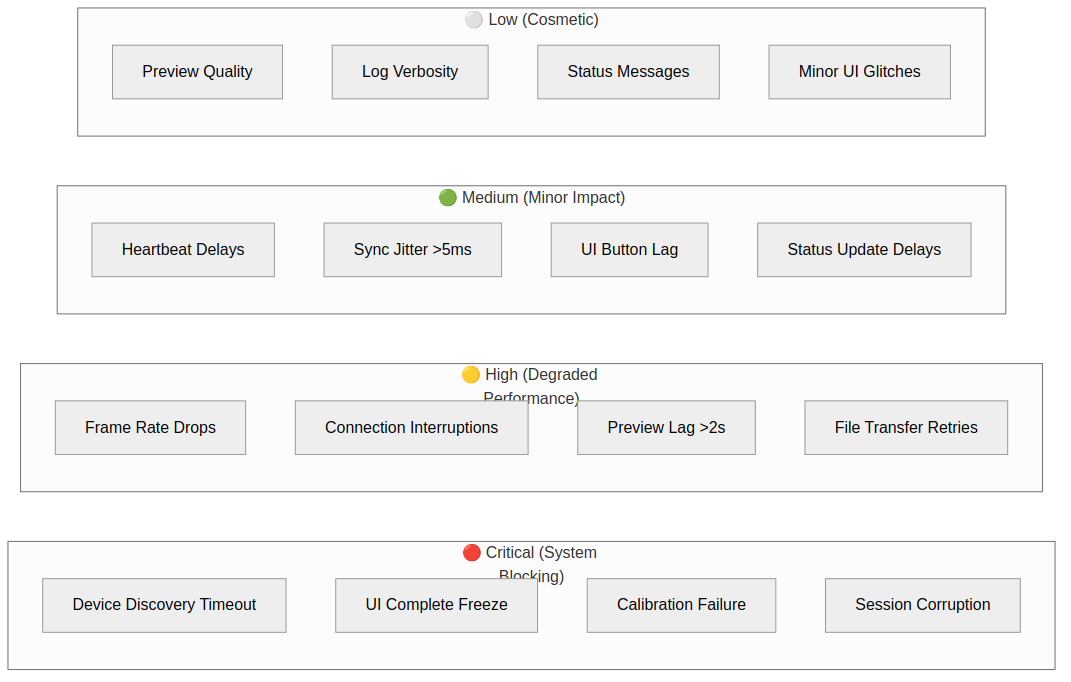 ⚪ Low (Cosmetic)
Preview Quality
Log Verbosity
Status Messages
Minor UI Glitches
🟢 Medium (Minor Impact)
Heartbeat Delays
Sync Jitter >5ms
UI Button Lag
Status Update Delays
🟡 High (Degraded
Performance)
Frame Rate Drops
Connection Interruptions
Preview Lag >2s
File Transfer Retries
🔴 Critical (System
Blocking)
Device Discovery Timeout
UI Complete Freeze
Calibration Failure
Session Corruption